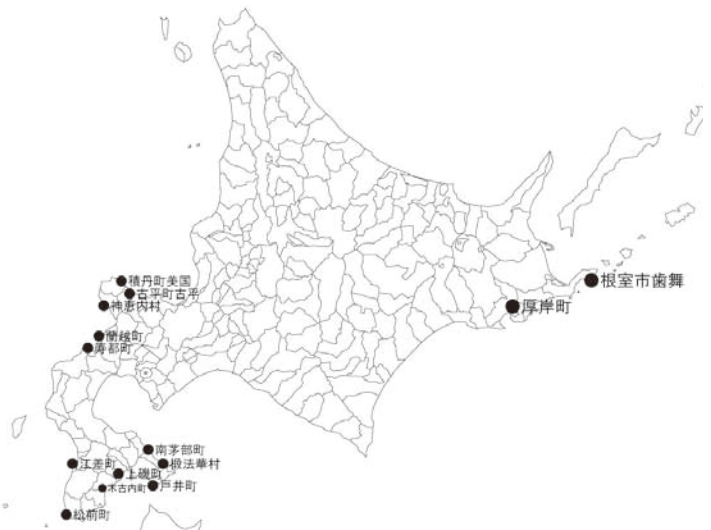 積丹町美国
古平町古平
神恵内村
根室市歯舞
厚岸町
蘭越町
寿都町
南茅部町
江差町
椴法華村
上磯町
木古内町
戸井町
松前町